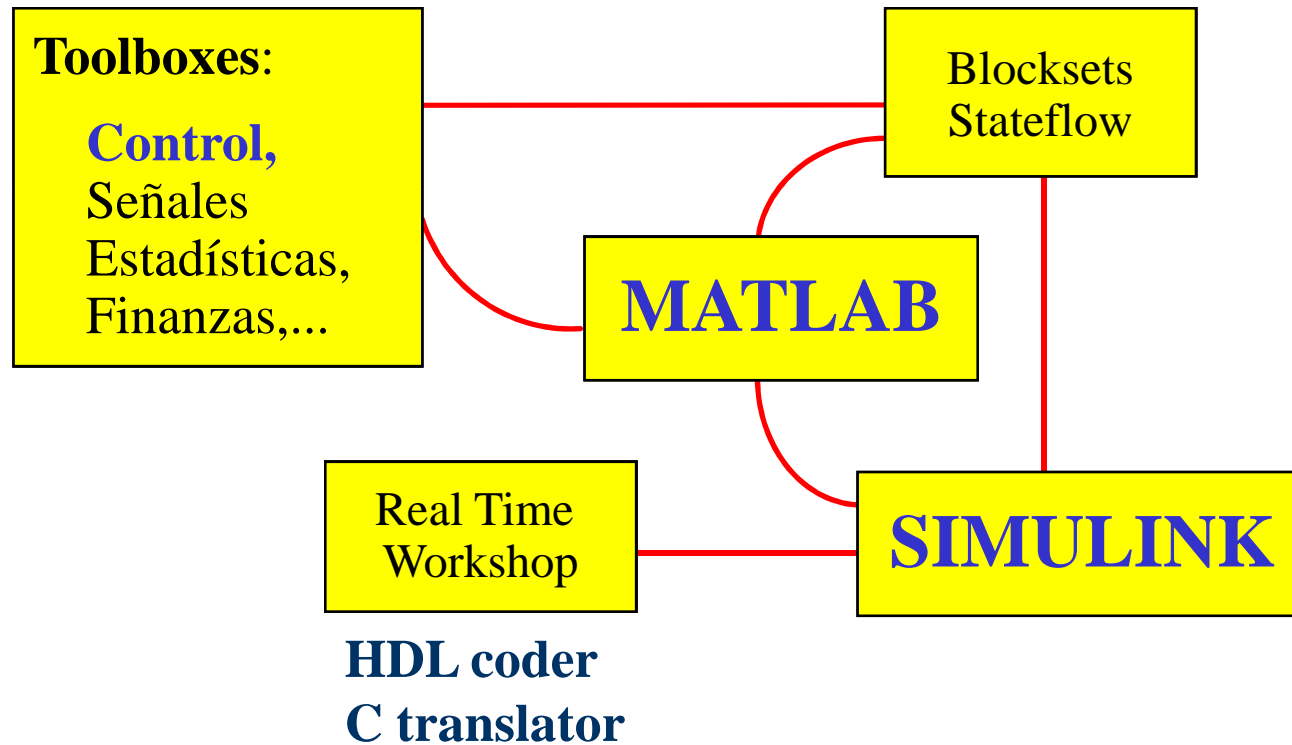 Toolboxes:
Control,
Señales
Estadísticas,
Finanzas,...
Blocksets
Stateflow
MATLAB
Real Time
Workshop
SIMULINK
HDL coder
C translator